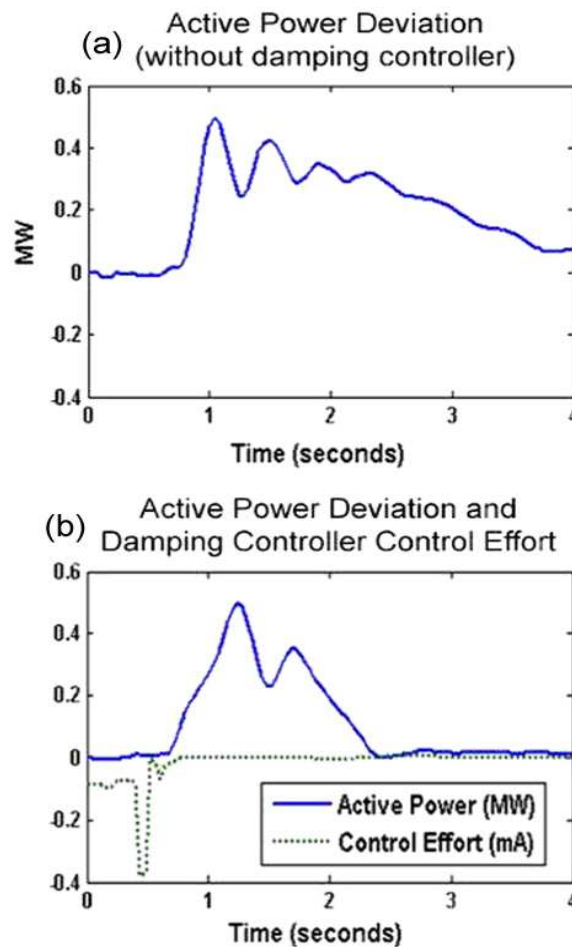 (a) Active Power Deviation
(without damping controller)
0.6
0.4
0.2
0
-0.2
-0.4
MW
0 1 2 3 4
Time (seconds)
(b) Active Power Deviation and
Damping Controller Control Effort
0.6
0.4
0.2
0
-0.2
-0.4
Active Power (MW)
Control Effort (mA)
0 1 2 3 4
Time (seconds)